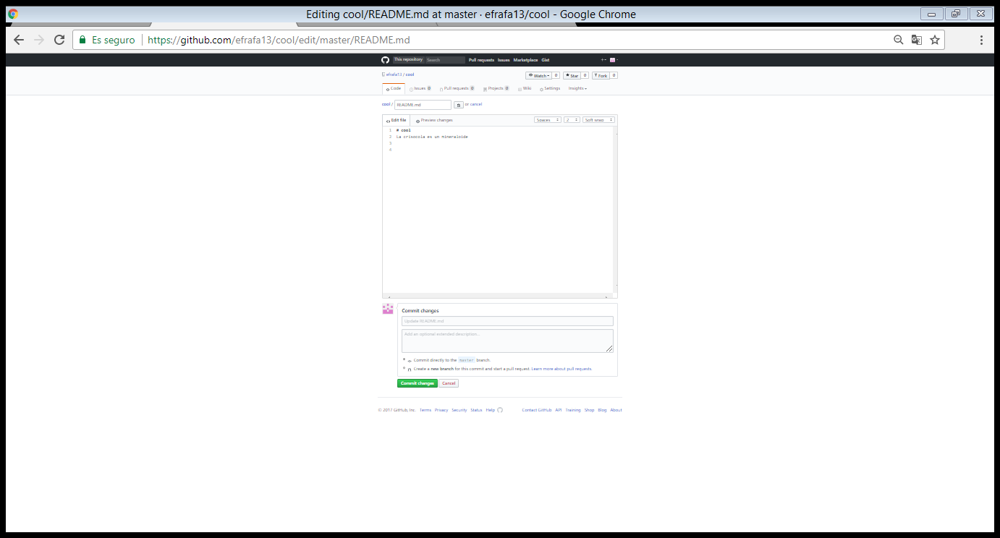 Editing cool/README.md at master · efrafa13/cool - Google Chrome
Es seguro https://github.com/efrafa13/cool/edit/master/README.md
This repository Search Pull requests Issues Marketplace Gist
efrafa13 / cool Watch 0 Star 0 Fork 0
Code Issues 0 Pull requests 0 Projects 0 Wiki Settings Insights
cool / README.md or cancel
Edit file Preview changes Spaces 2 Soft wrap
1 # cool
2 La crisocola es un mineraloide
3
4
Commit changes
Update README.md
Add an optional extended description...
Commit directly to the master branch.
Create a new branch for this commit and start a pull request. Learn more about pull requests.
Commit changes Cancel
© 2017 GitHub, Inc. Terms Privacy Security Status Help Contact GitHub API Training Shop Blog About